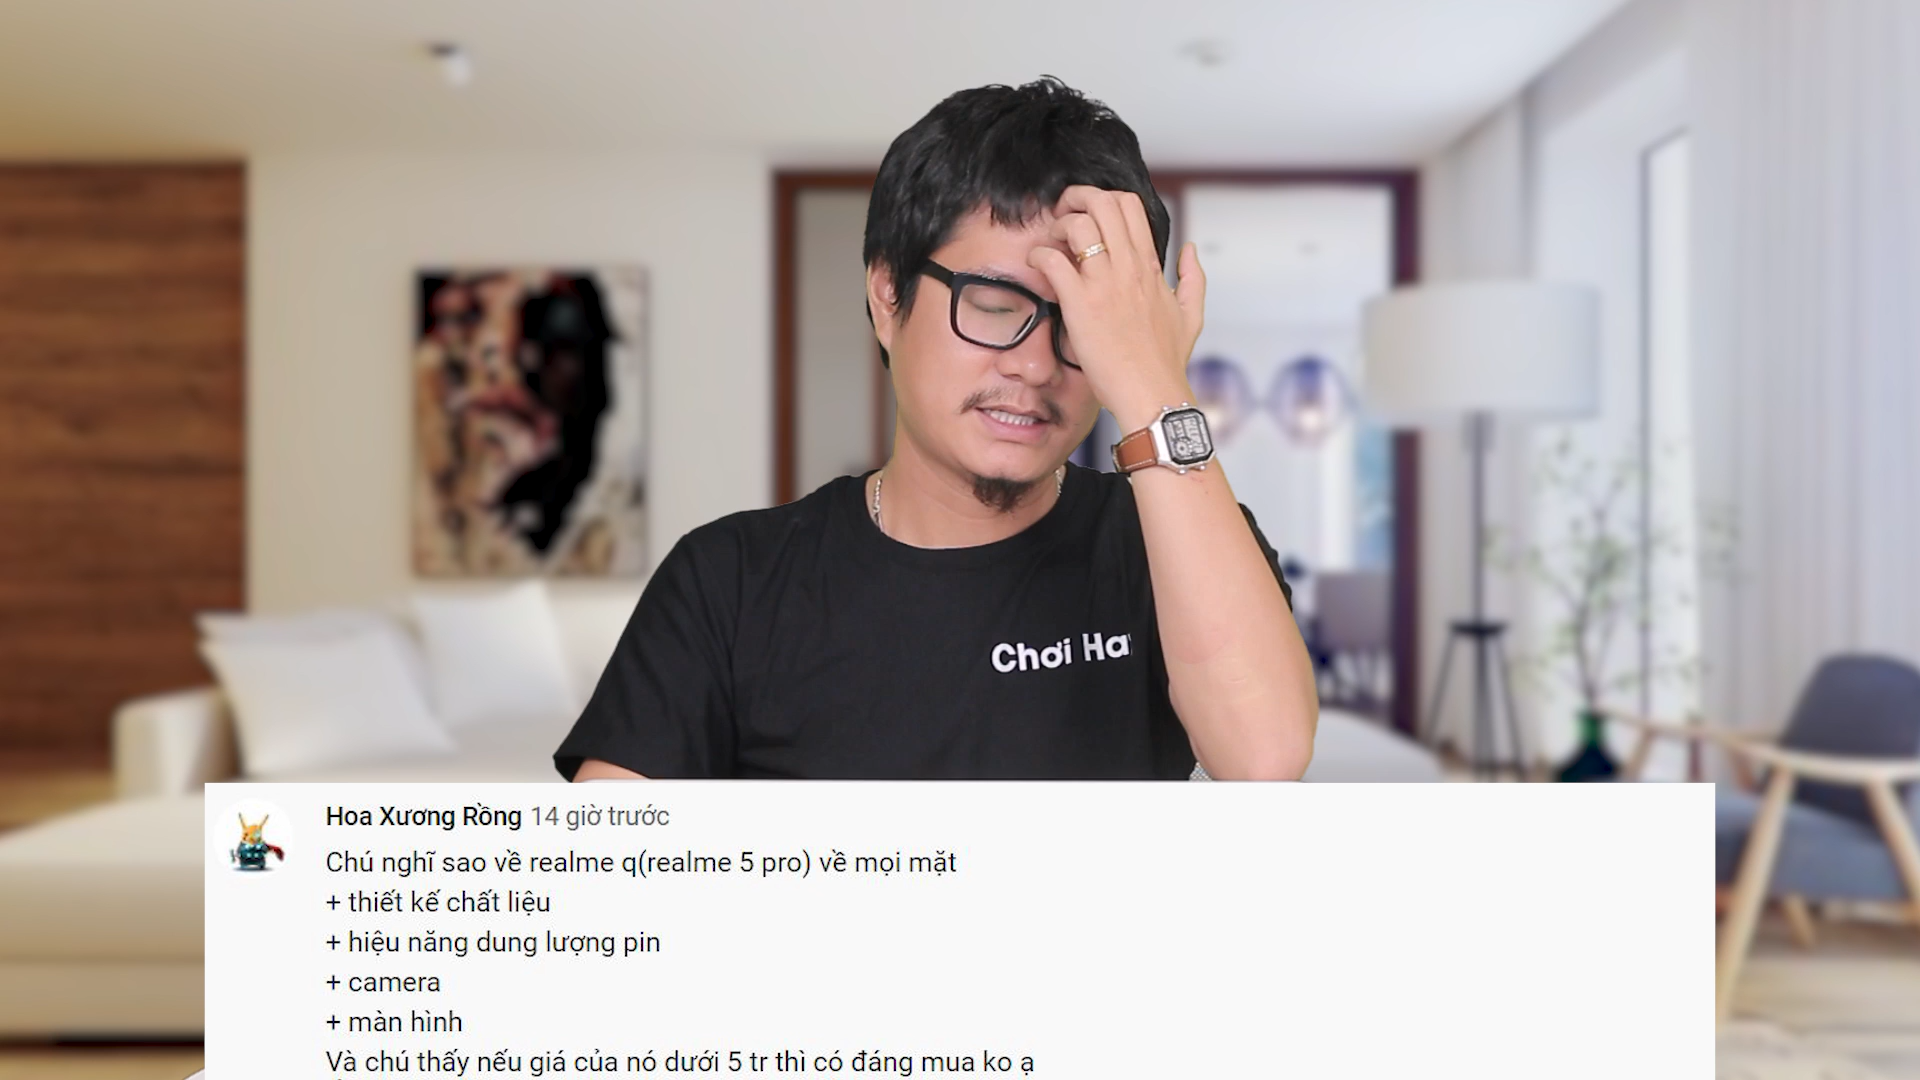 Chơi Ha
Hoa Xương Rồng 14 giờ trước
Chú nghĩ sao về realme q(realme 5 pro) về mọi mặt
+ thiết kế chất liệu
+ hiệu năng dung lượng pin
+ camera
+ màn hình
Và chú thấy nếu giá của nó dưới 5 tr thì có đáng mua ko ạ